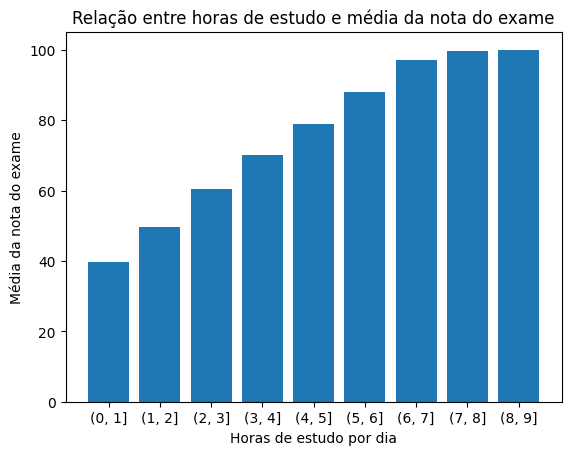 Relação entre horas de estudo e média da nota do exame
Média da nota do exame
100
80
60
40
20
0
(0, 1] (1, 2] (2, 3] (3, 4] (4, 5] (5, 6] (6, 7] (7, 8] (8, 9]
Horas de estudo por dia